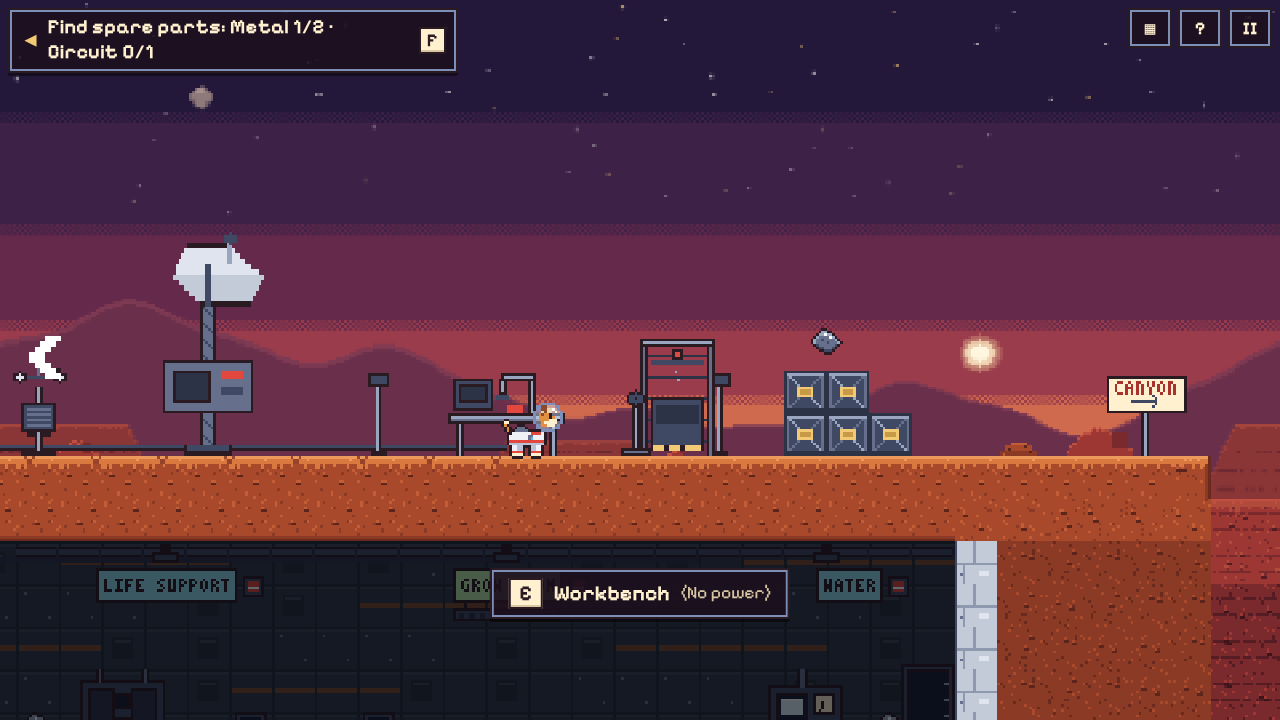 Find spare parts: Metal 1/2 ·
Circuit 0/1
F
?
II
CANYON
LIFE SUPPORT
E Workbench (No power)
WATER